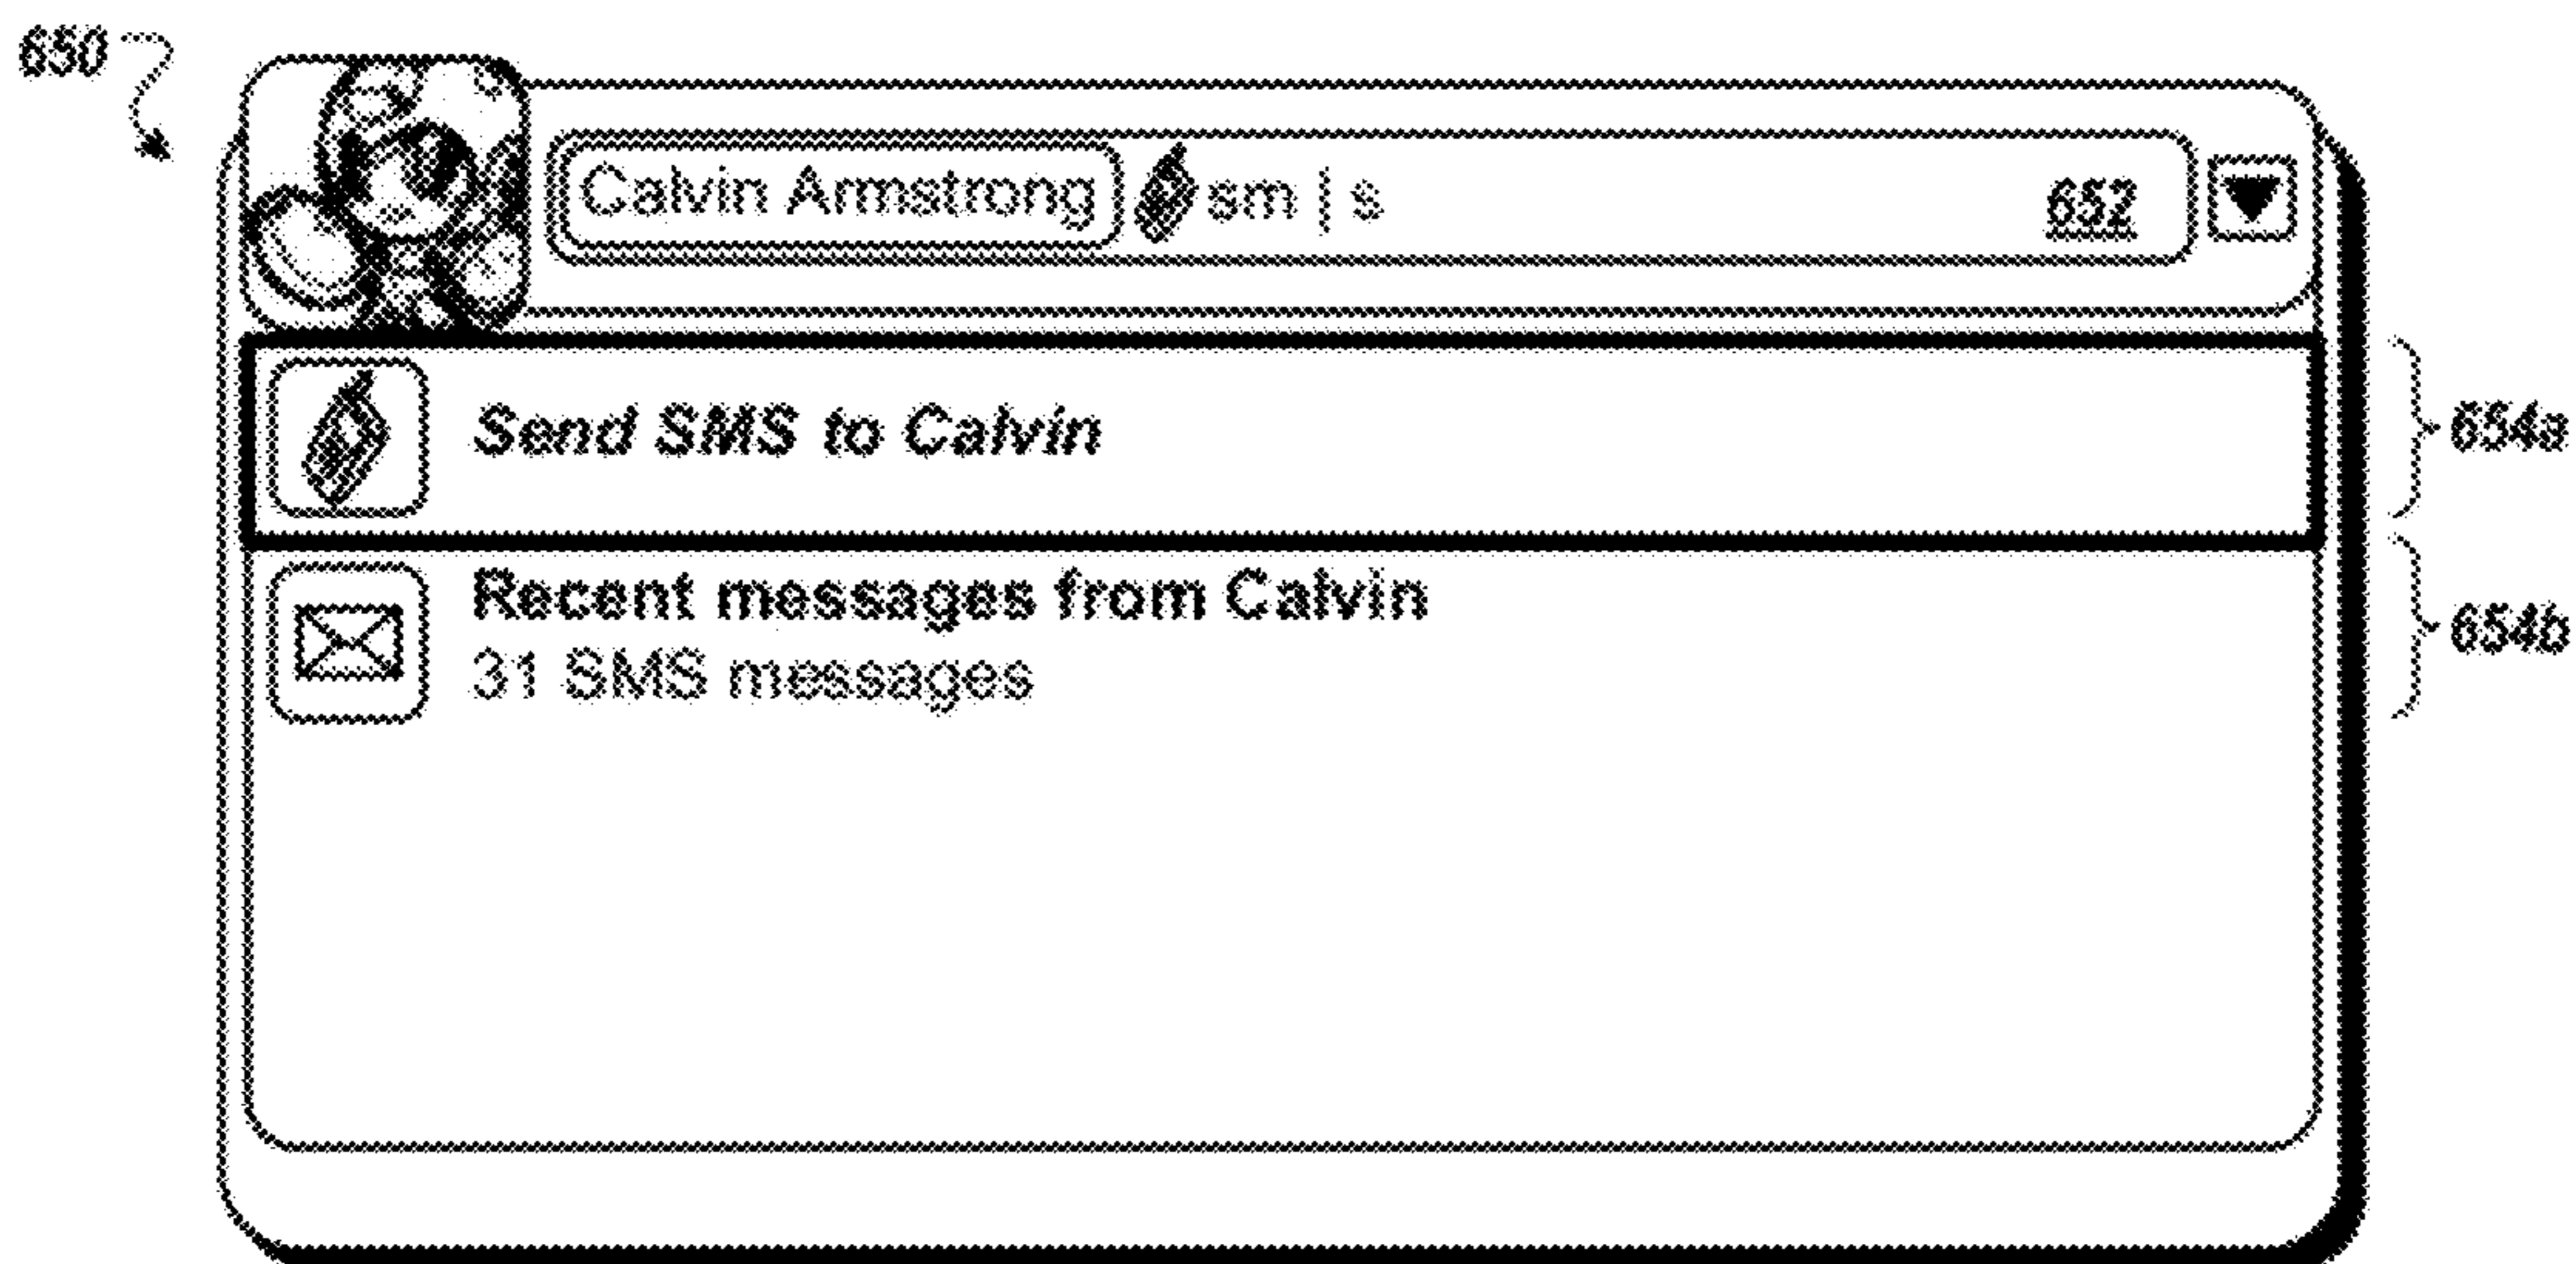 650
Calvin Armstrong sm | s 652
Send SMS to Calvin 654a
Recent messages from Calvin
31 SMS messages 654b